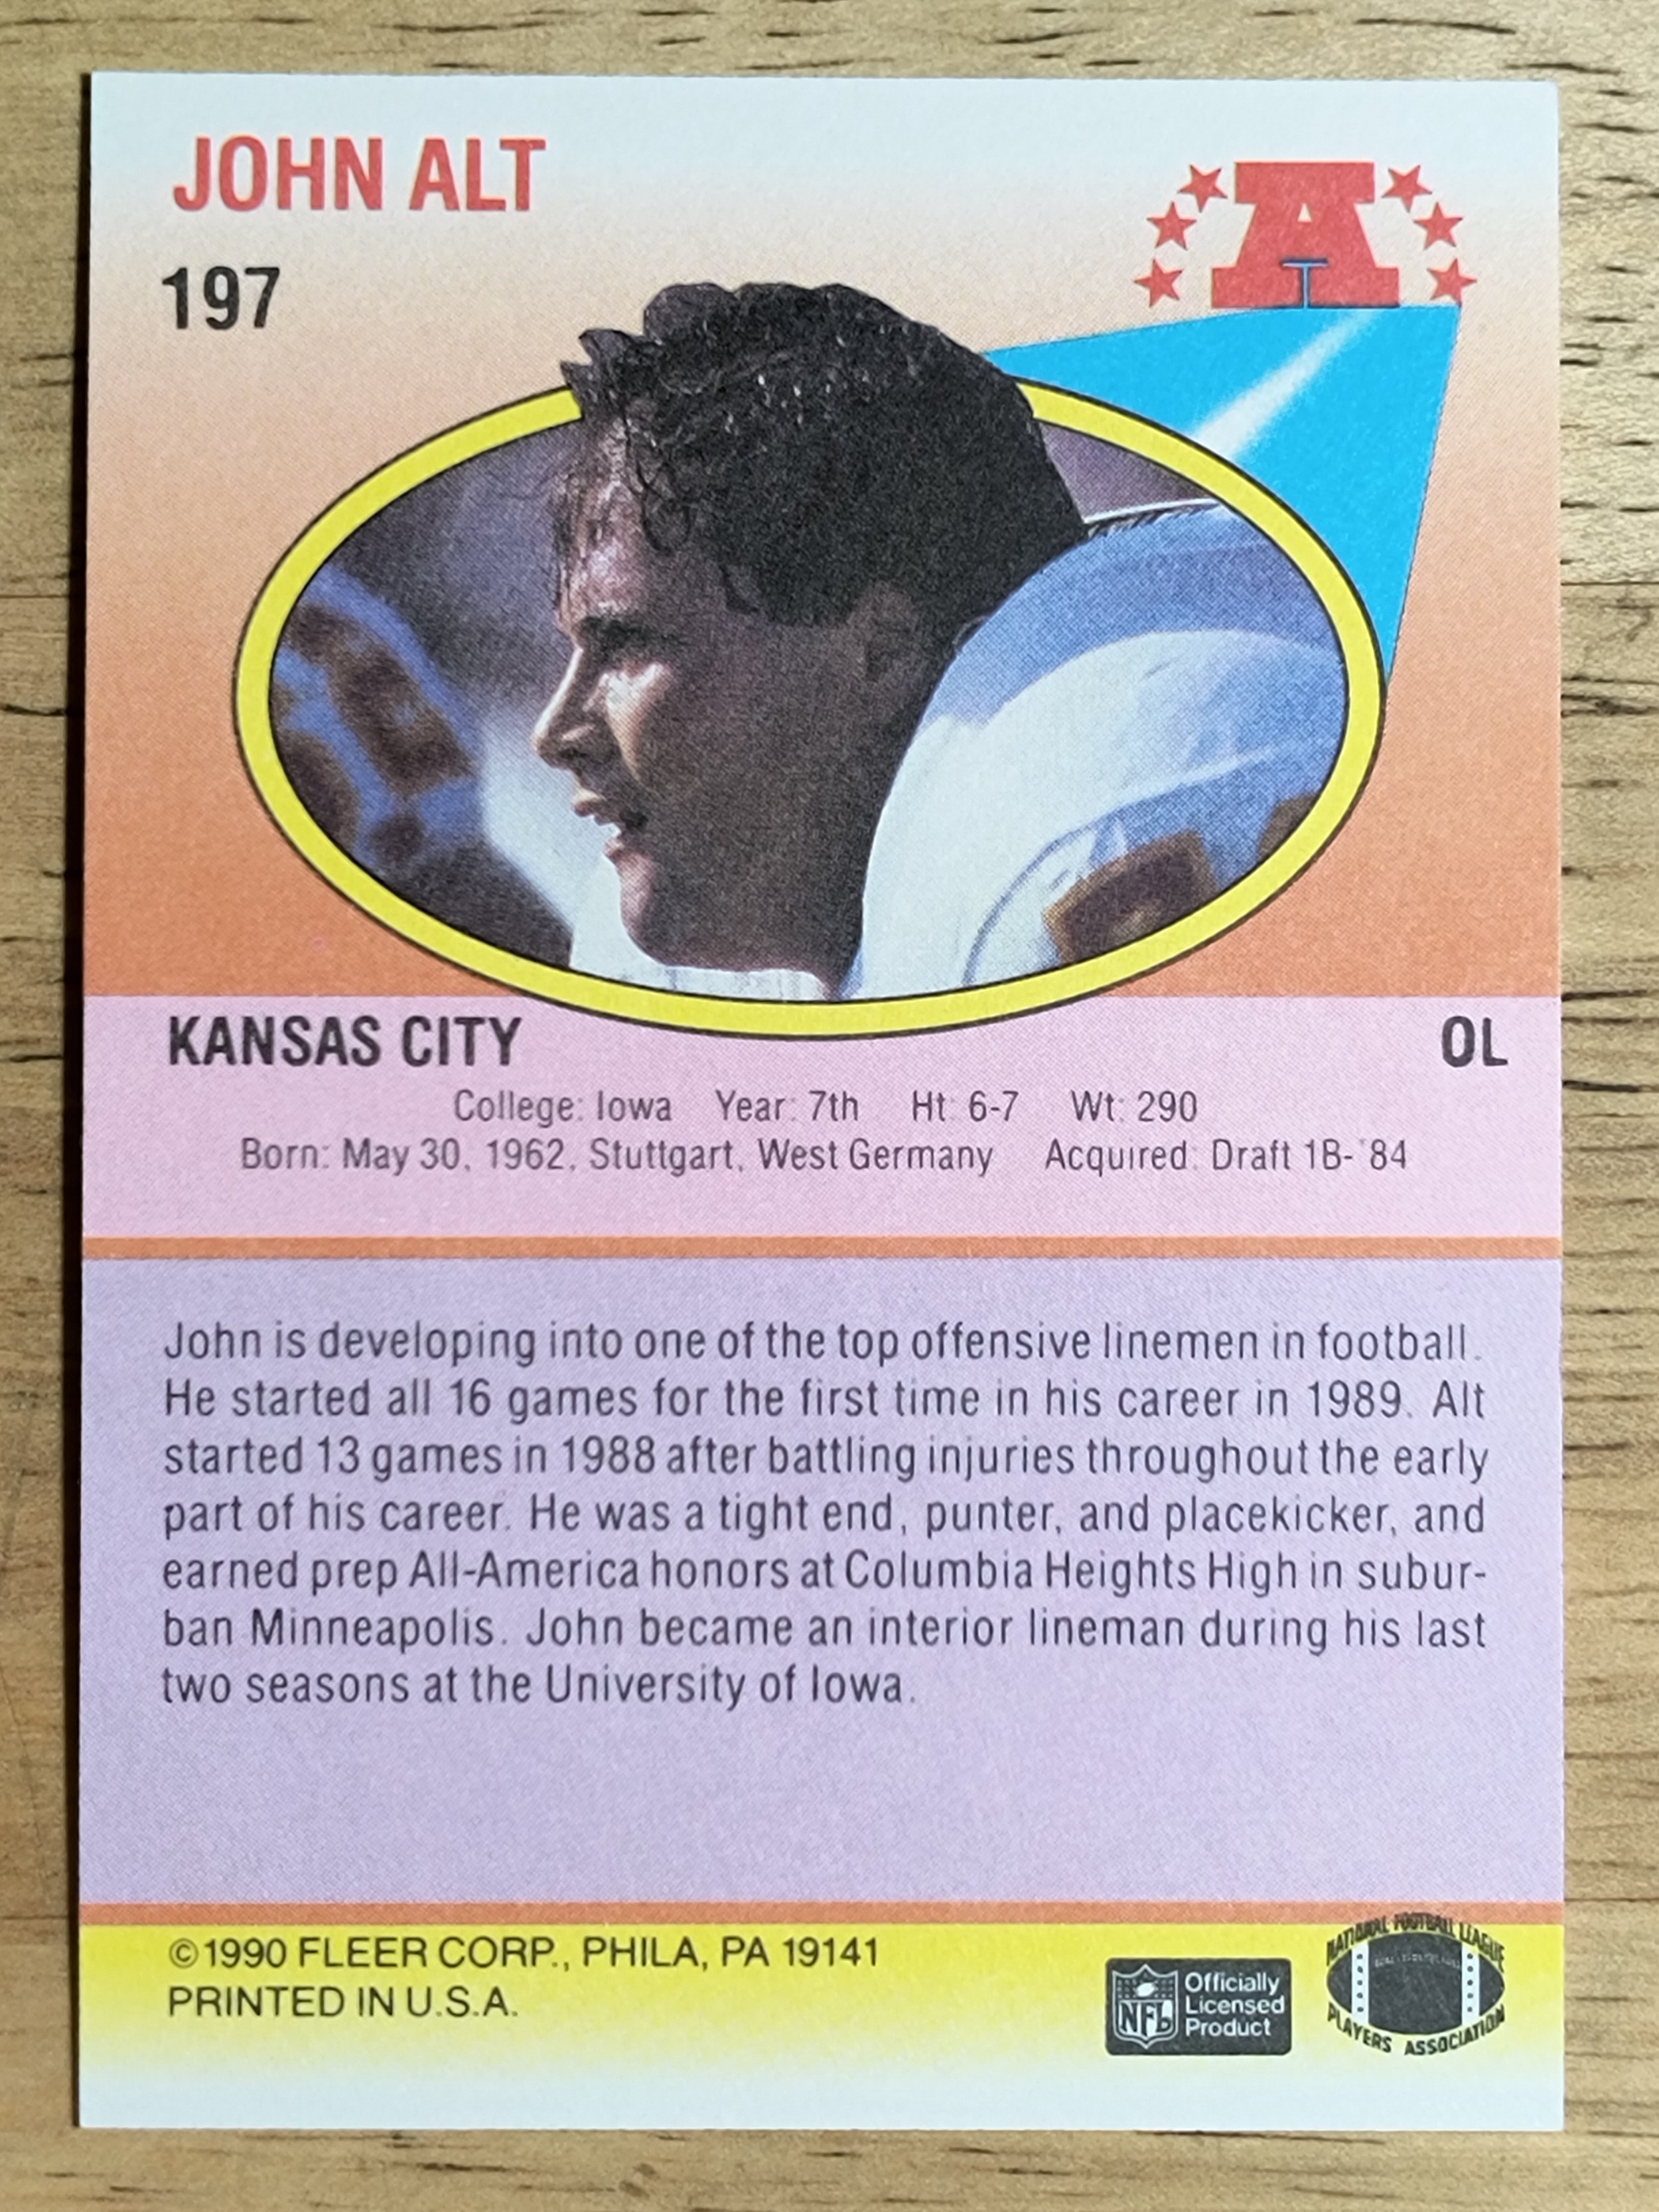 JOHN ALT
197
A
KANSAS CITY OL
College: Iowa Year: 7th Ht: 6-7 Wt: 290
Born: May 30, 1962, Stuttgart, West Germany Acquired: Draft 1B-'84
John is developing into one of the top offensive linemen in football.
He started all 16 games for the first time in his career in 1989. Alt
started 13 games in 1988 after battling injuries throughout the early
part of his career. He was a tight end, punter, and placekicker, and
earned prep All-America honors at Columbia Heights High in subur-
ban Minneapolis. John became an interior lineman during his last
two seasons at the University of Iowa.
©1990 FLEER CORP., PHILA, PA 19141
PRINTED IN U.S.A.
NFL
Officially
Licensed
Product
NATIONAL FOOTBALL LEAGUE
PLAYERS ASSOCIATION